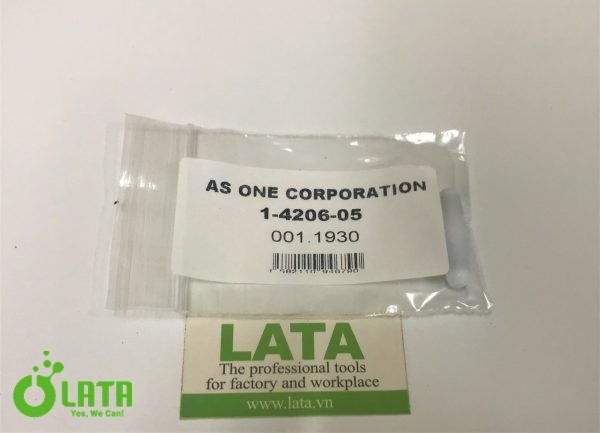 AS ONE CORPORATION
1-4206-05
001.1930
LATA
The professional tools
for factory and workplace
www.lata.vn
LATA
Yes, We Can!